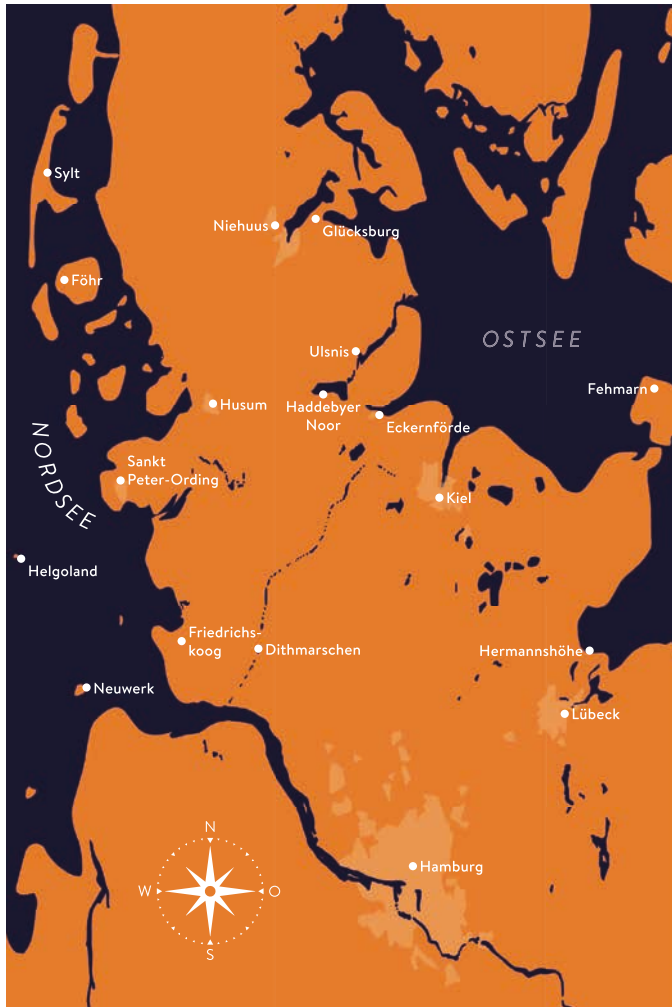 Sylt
Niehuus
Glücksburg
Föhr
OSTSEE
Ulsnis
Fehmarn
Husum
Haddebyer
Noor
Eckernförde
NORDSEE
Sankt
Peter-Ording
Kiel
Helgoland
Friedrichs-
koog
Dithmarschen
Hermannshöhe
Neuwerk
Lübeck
N
W
O
S
Hamburg